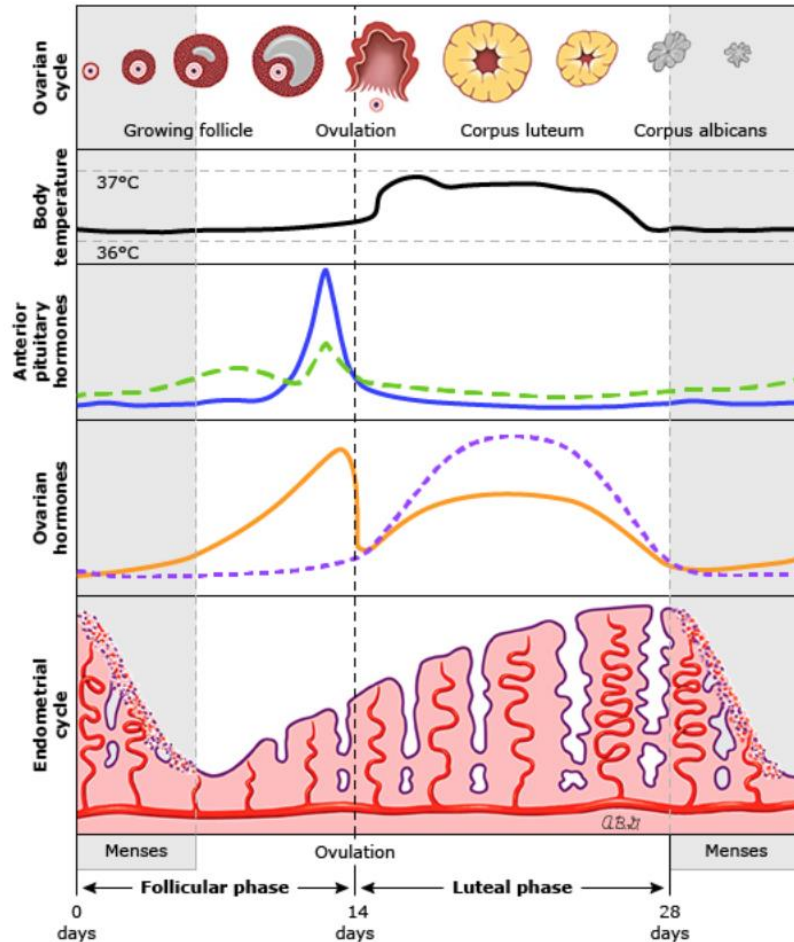 Ovarian
cycle
Growing follicle
Ovulation
Corpus luteum
Corpus albicans
Body
temperature
37°C
36°C
Anterior
pituitary
hormones
Ovarian
hormones
Endometrial
cycle
Menses
Ovulation
Menses
Follicular phase
Luteal phase
0
days
14
days
28
days